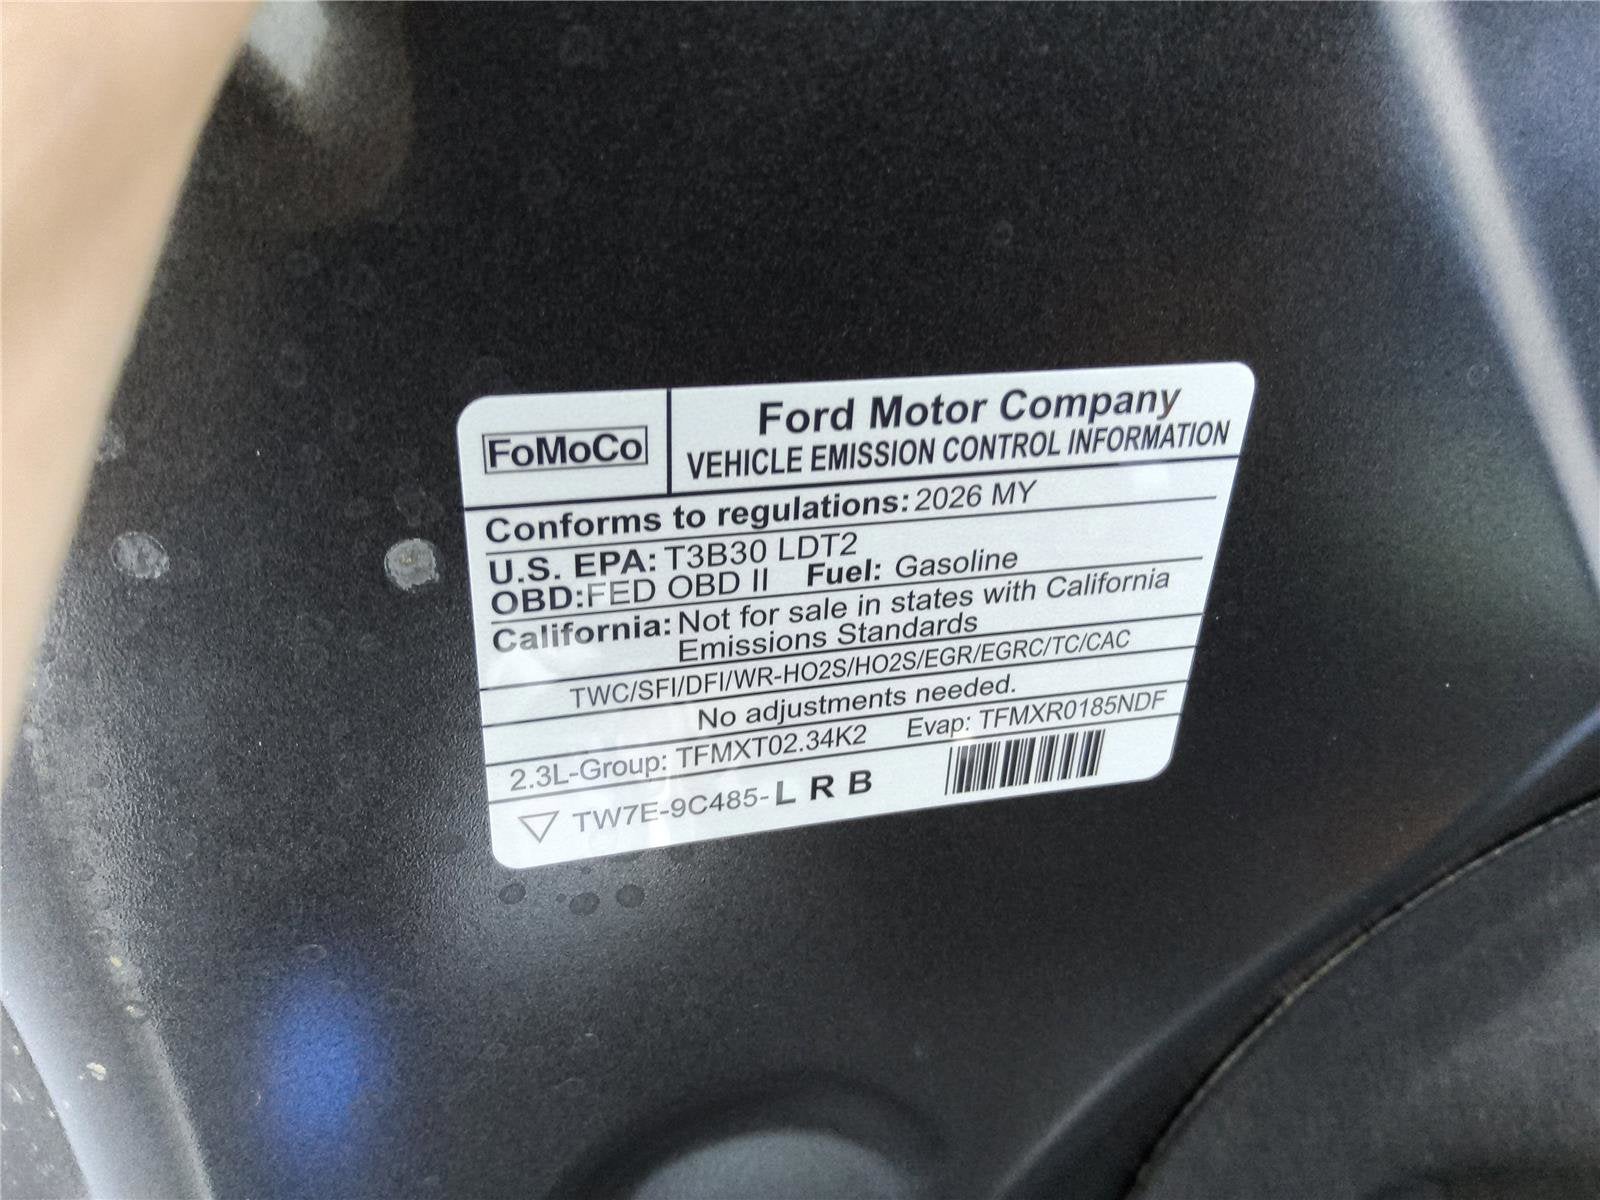 FoMoCo
Ford Motor Company
VEHICLE EMISSION CONTROL INFORMATION
Conforms to regulations: 2026 MY
U.S. EPA: T3B30 LDT2
OBD: FED OBD II Fuel: Gasoline
California: Not for sale in states with California
Emissions Standards
TWC/SFI/DFI/WR-HO2S/HO2S/EGR/EGRC/TC/CAC
No adjustments needed.
2.3L-Group: TFMXT02.34K2 Evap: TFMXR0185NDF
TW7E-9C485-L R B